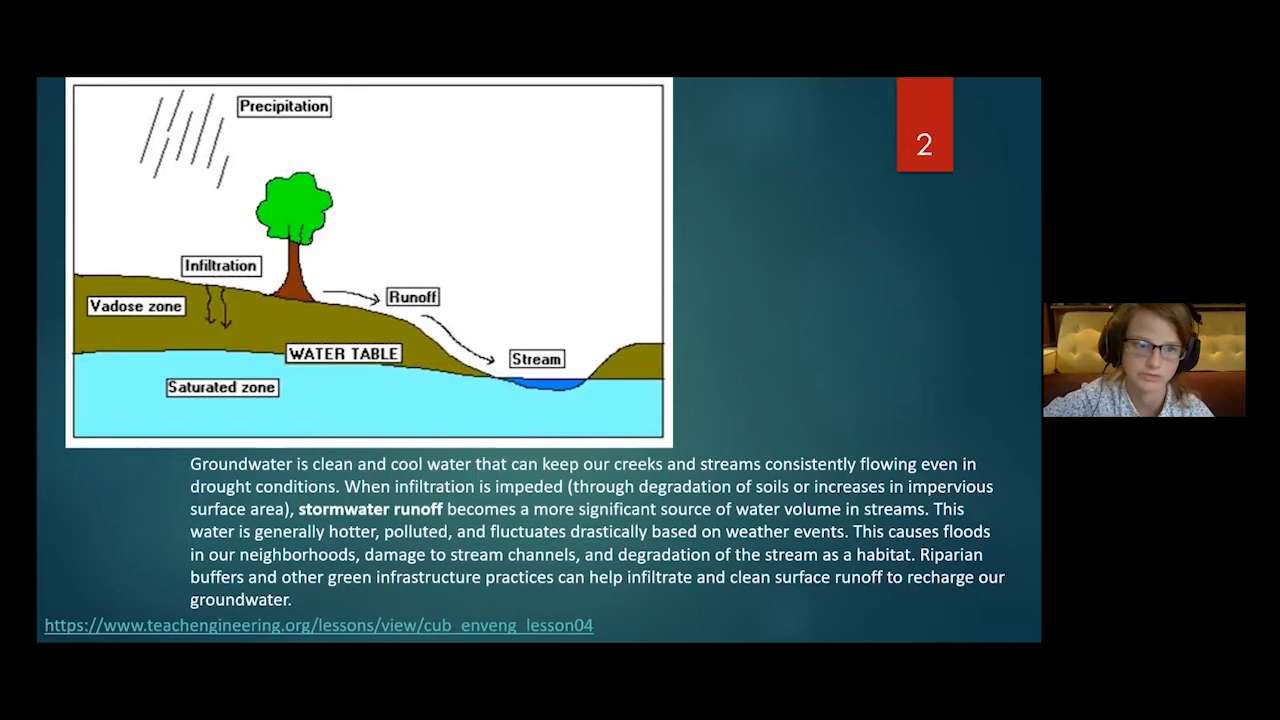 Precipitation
2
Infiltration
Runoff
Vadose zone
WATER TABLE
Stream
Saturated zone
Groundwater is clean and cool water that can keep our creeks and streams consistently flowing even in
drought conditions. When infiltration is impeded (through degradation of soils or increases in impervious
surface area), stormwater runoff becomes a more significant source of water volume in streams. This
water is generally hotter, polluted, and fluctuates drastically based on weather events. This causes floods
in our neighborhoods, damage to stream channels, and degradation of the stream as a habitat. Riparian
buffers and other green infrastructure practices can help infiltrate and clean surface runoff to recharge our
groundwater.
https://www.teachengineering.org/lessons/view/cub_enveng_lesson04